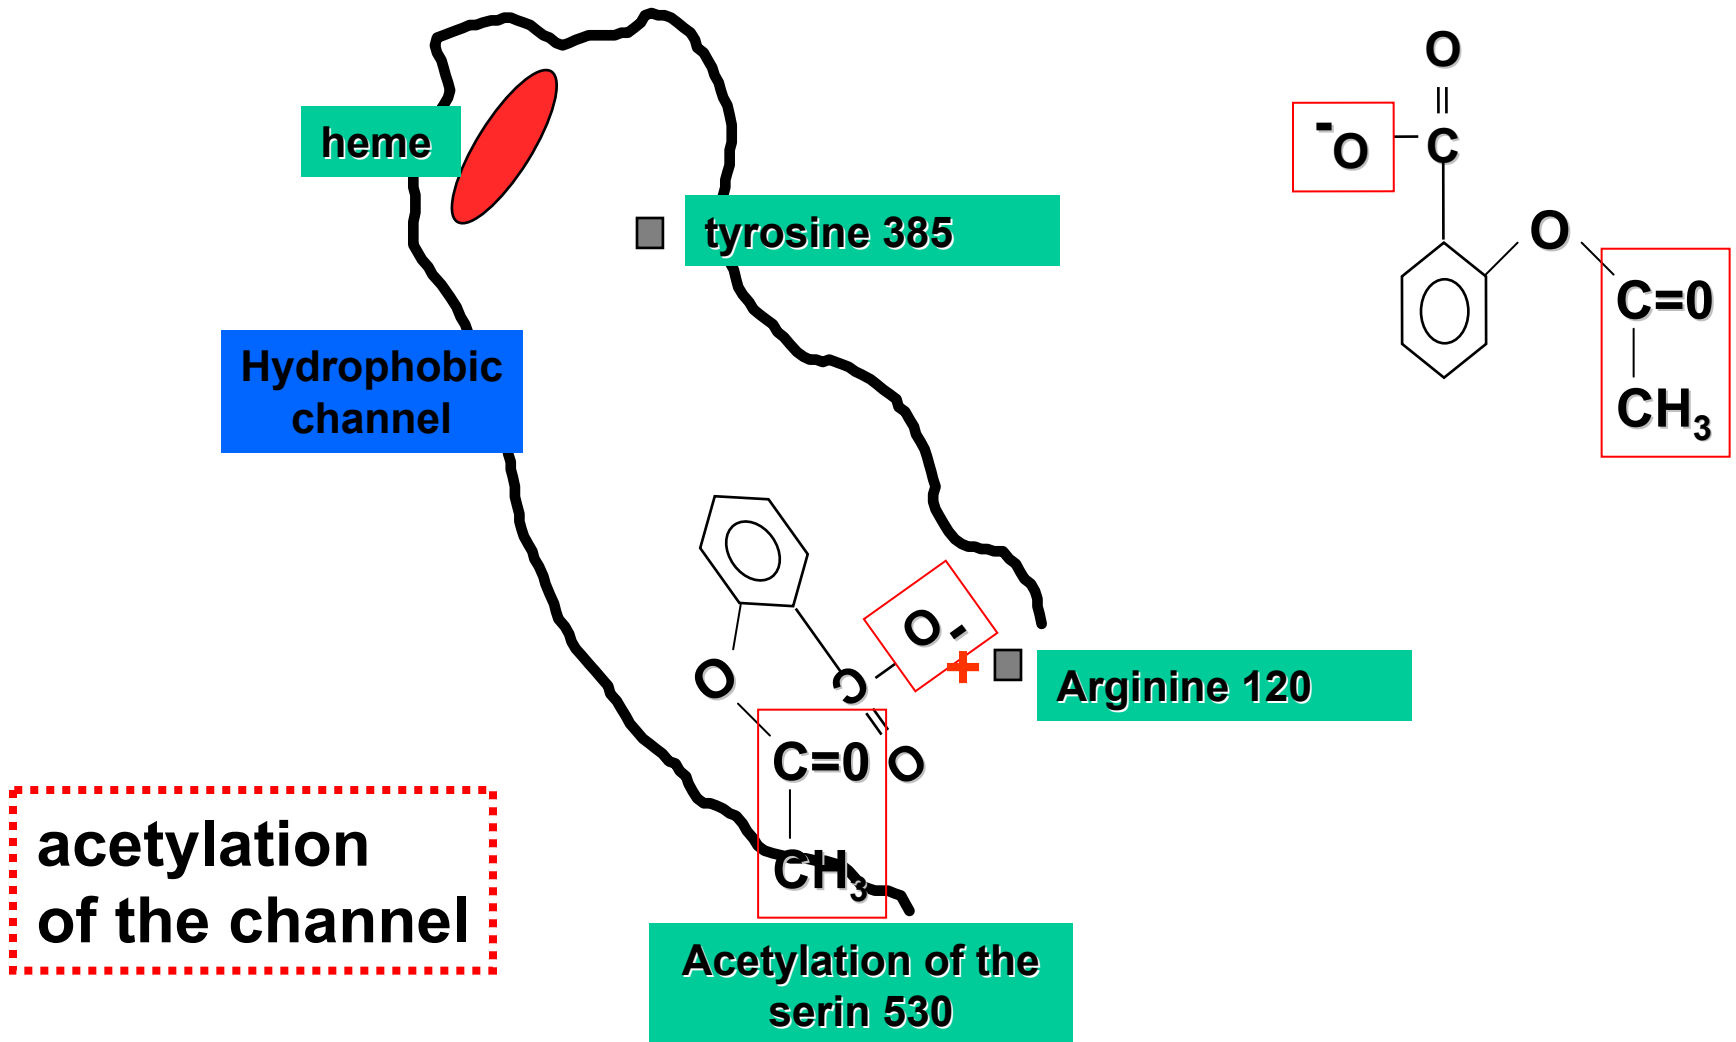 heme
tyrosine 385
Hydrophobic
channel
O
-O
C
O
C=0
CH3
O-
+
Arginine 120
O
C
C=0
O
CH3
acetylation
of the channel
Acetylation of the
serin 530